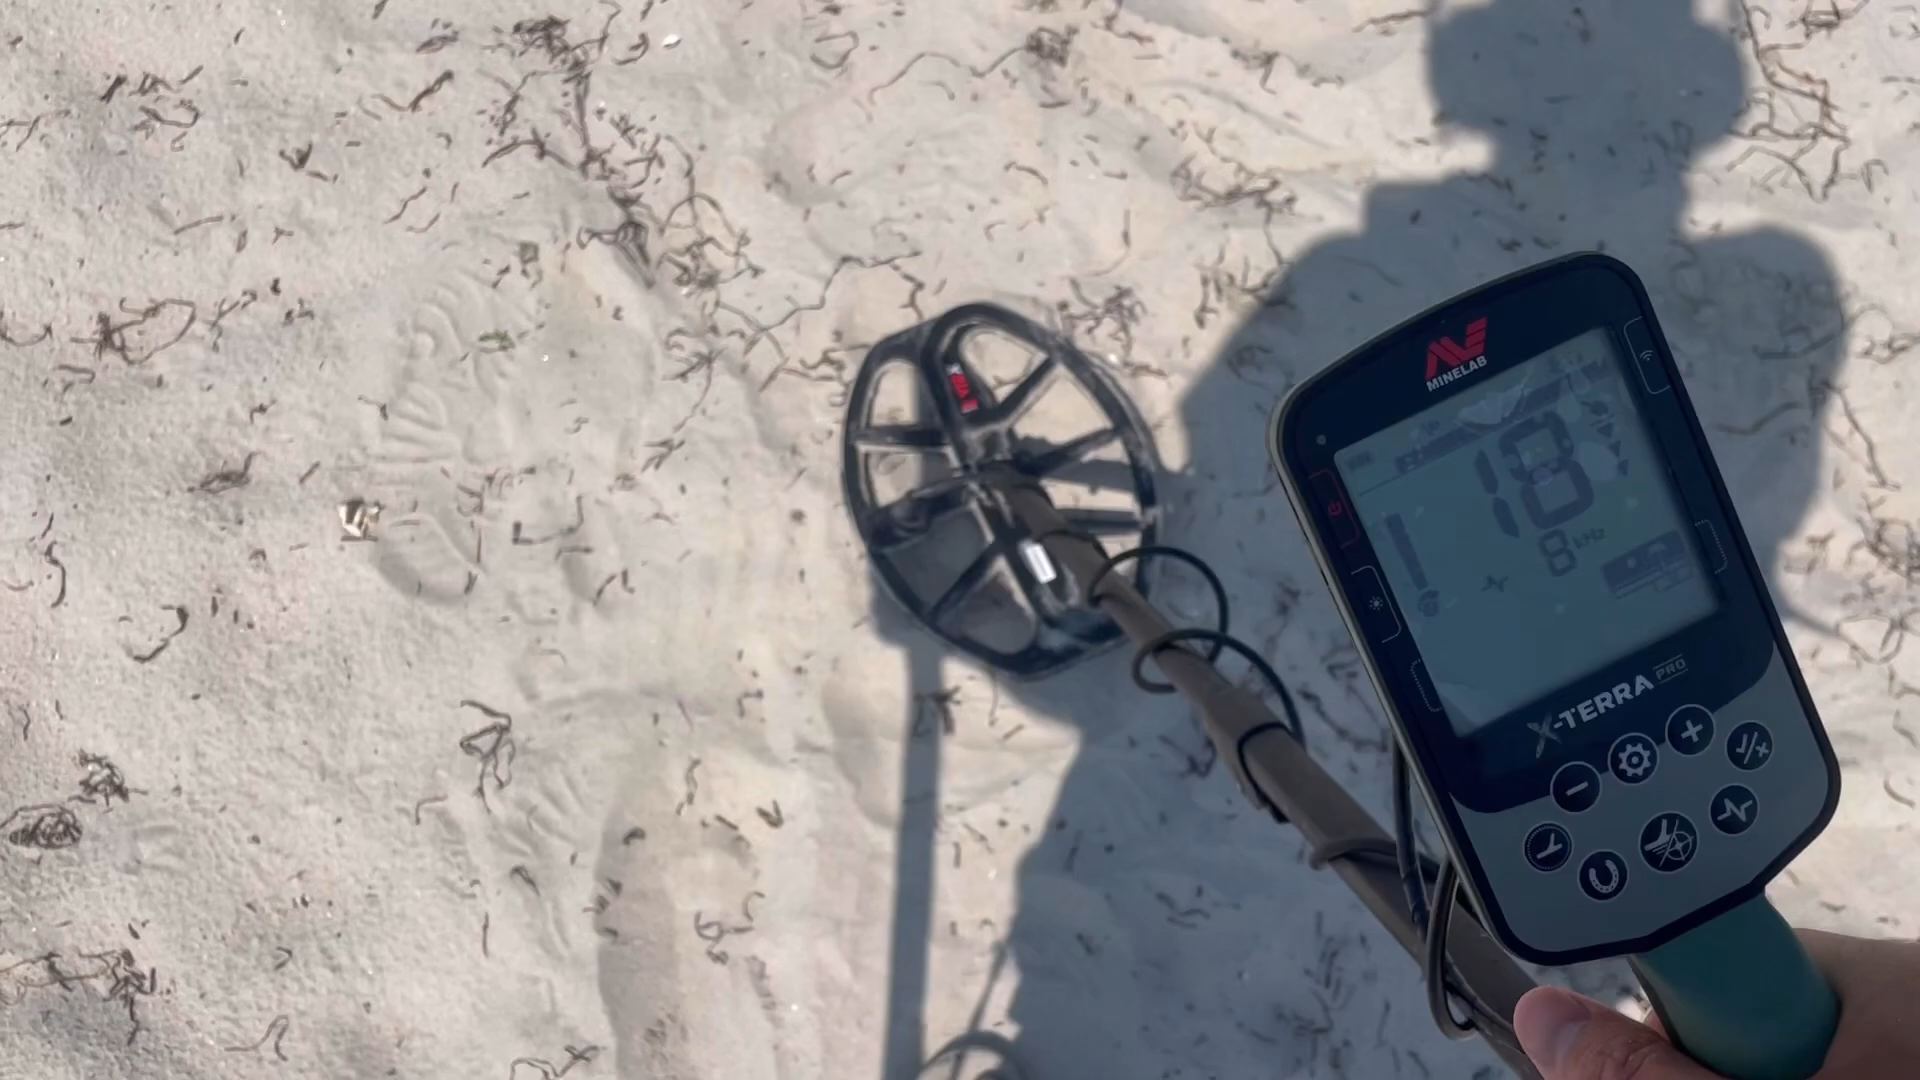 MINELAB
18
8 kHz
X-TERRA PRO